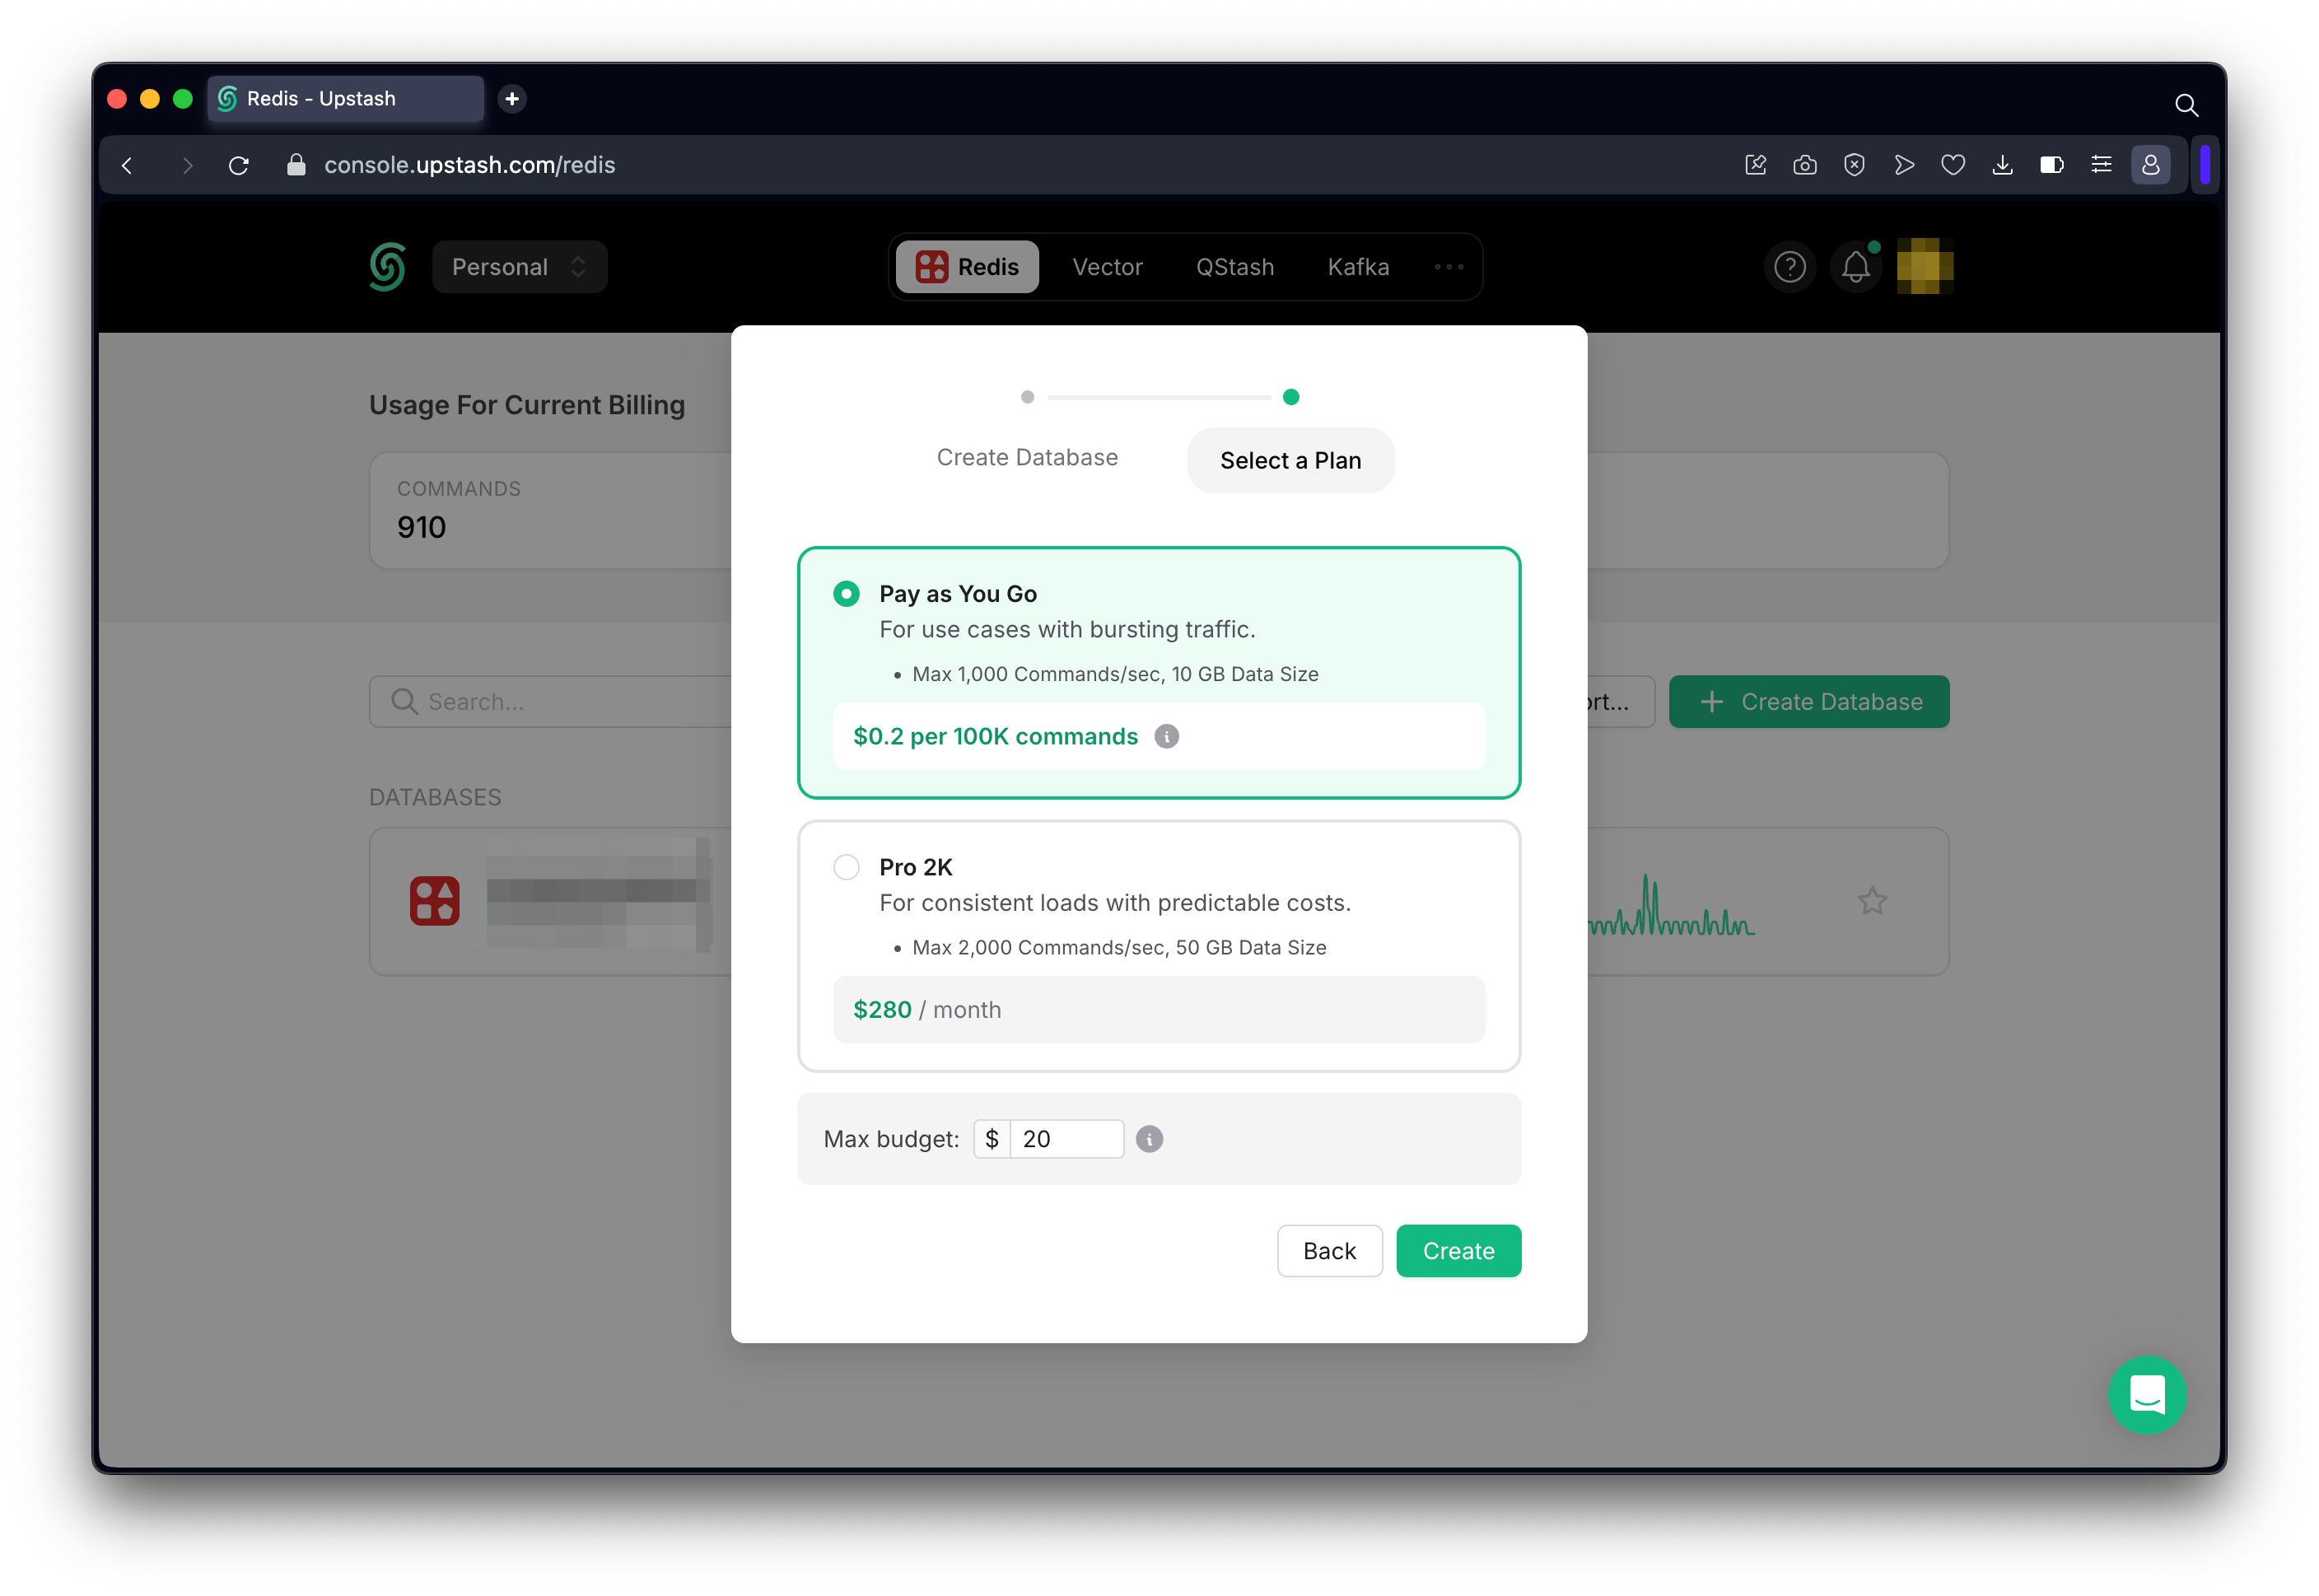 Redis - Upstash
console.upstash.com/redis
Personal
Redis
Vector
QStash
Kafka
Usage For Current Billing
COMMANDS
910
Search...
ort...
Create Database
DATABASES
Create Database
Select a Plan
Pay as You Go
For use cases with bursting traffic.
• Max 1,000 Commands/sec, 10 GB Data Size
$0.2 per 100K commands
Pro 2K
For consistent loads with predictable costs.
• Max 2,000 Commands/sec, 50 GB Data Size
$280 / month
Max budget: $ 20
Back
Create